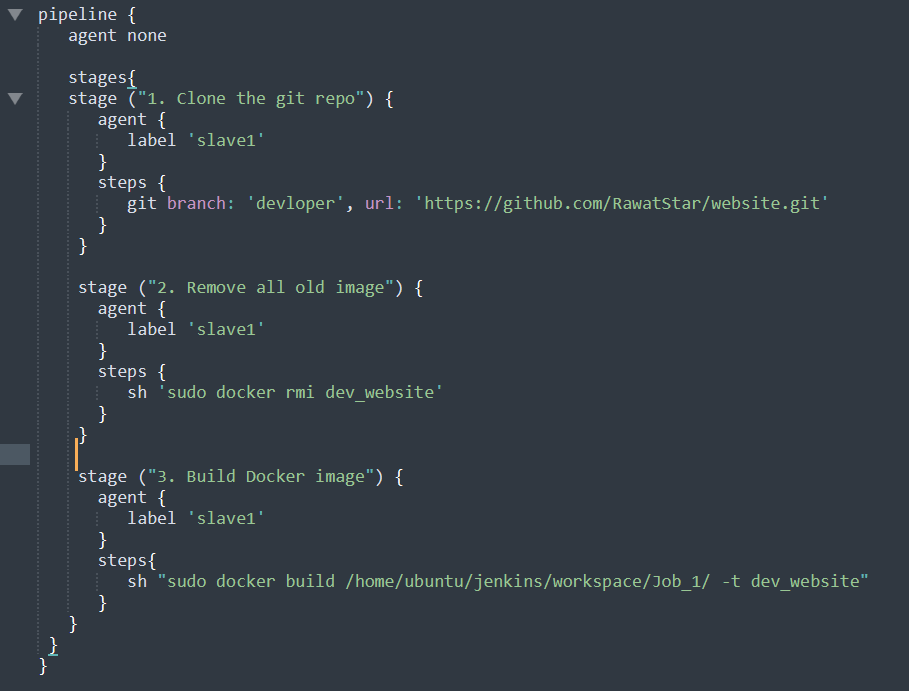 pipeline {
agent none
stages{
stage ("1. Clone the git repo") {
agent {
label 'slave1'
}
steps {
git branch: 'devloper', url: 'https://github.com/RawatStar/website.git'
}
}
stage ("2. Remove all old image") {
agent {
label 'slave1'
}
steps {
sh 'sudo docker rmi dev_website'
}
}
stage ("3. Build Docker image") {
agent {
label 'slave1'
}
steps{
sh "sudo docker build /home/ubuntu/jenkins/workspace/Job_1/ -t dev_website"
}
}
}
}